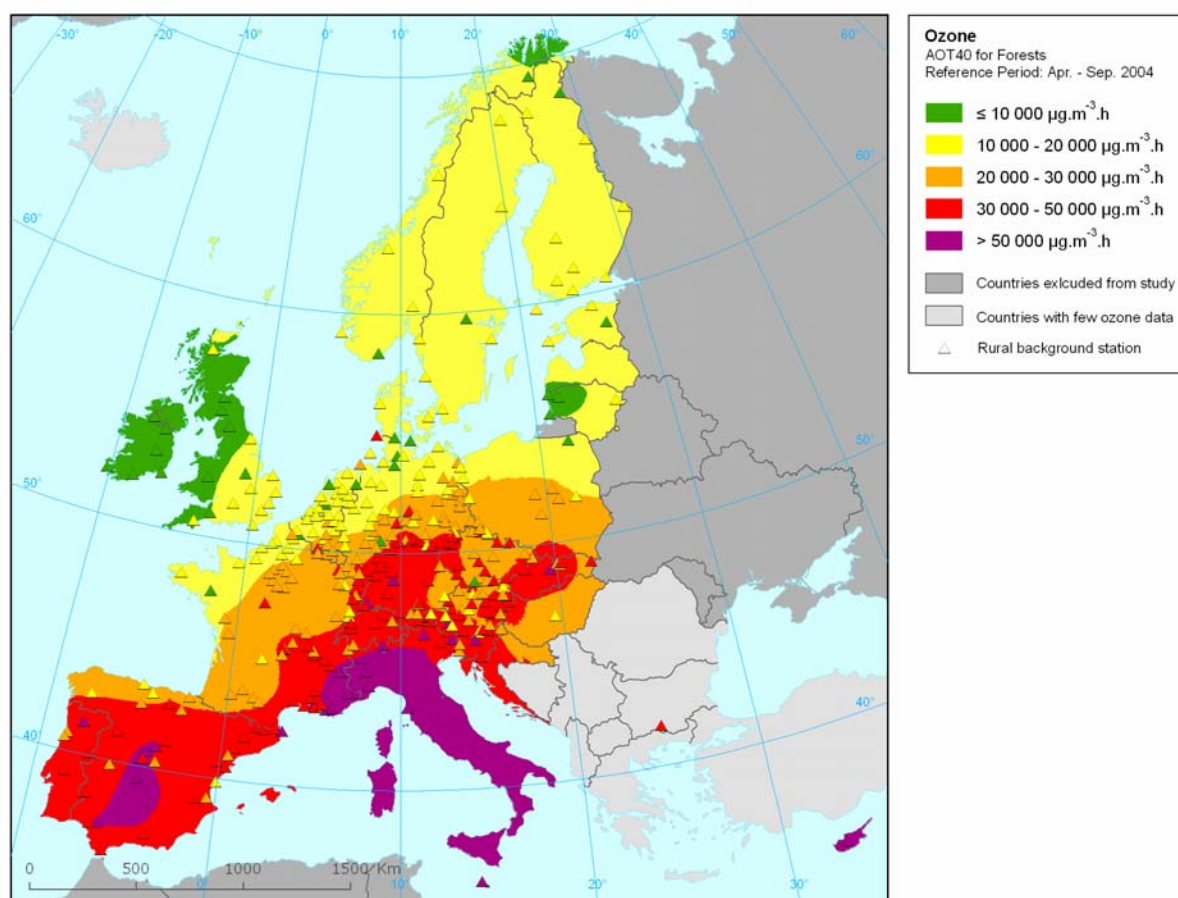 -30°
-20°
-10°
0°
10°
20°
30°
40°
50°
60°
60°
60°
50°
50°
40°
40°
0
500
1000
1500 Km
0°
10°
20°
30°
Ozone
AOT40 for Forests
Reference Period: Apr. - Sep. 2004
≤ 10 000 µg.m⁻³.h
10 000 - 20 000 µg.m⁻³.h
20 000 - 30 000 µg.m⁻³.h
30 000 - 50 000 µg.m⁻³.h
> 50 000 µg.m⁻³.h
Countries exlcuded from study
Countries with few ozone data
Rural background station